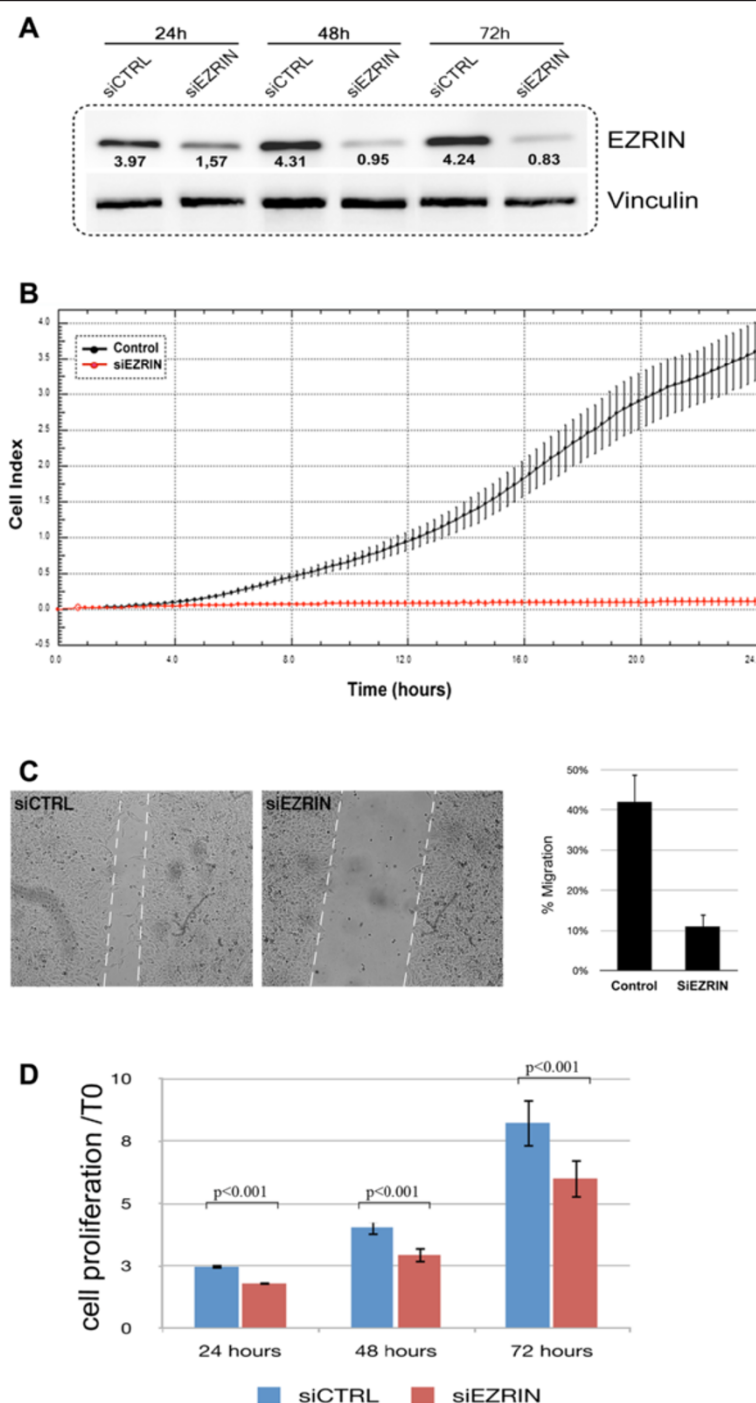 A
24h 48h 72h
siCTRL siEZRIN siCTRL siEZRIN siCTRL siEZRIN
EZRIN
3.97 1,57 4.31 0.95 4.24 0.83
Vinculin
B
4.0
3.5
3.0
2.5
2.0
1.5
1.0
0.5
0.0
-0.5
Control
siEZRIN
Cell Index
0.0 4.0 8.0 12.0 16.0 20.0 24
Time (hours)
C
siCTRL siEZRIN
50%
40%
30%
20%
10%
0%
% Migration
Control SiEZRIN
D
cell proliferation /T0
10
8
5
3
0
p<0.001 p<0.001 p<0.001
24 hours 48 hours 72 hours
siCTRL siEZRIN